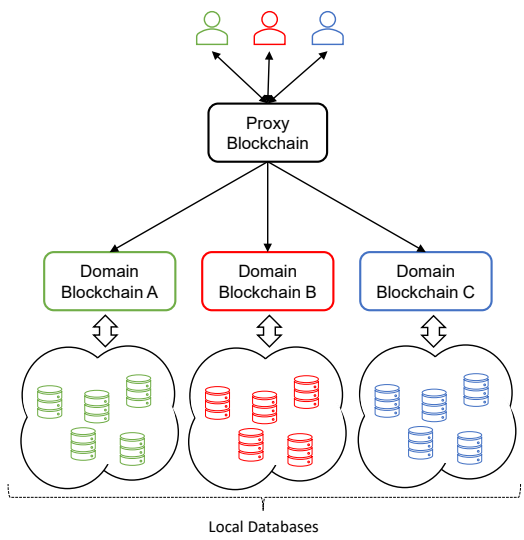 Proxy
Blockchain
Domain
Blockchain A
Domain
Blockchain B
Domain
Blockchain C
Local Databases